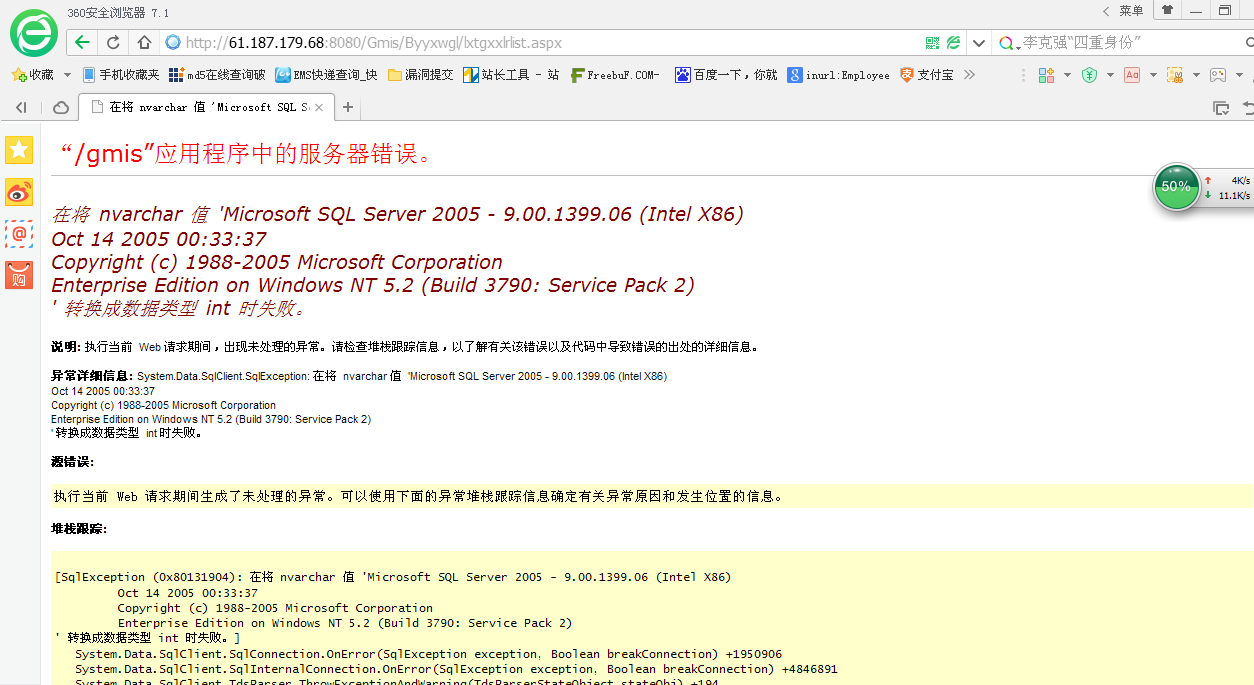 360安全浏览器 7.1
菜单
http://61.187.179.68:8080/Gmis/Byyxwgl/lxtgxxlrlist.aspx
李克强“四重身份”
收藏 手机收藏夹 md5在线查询破 EMS快递查询_快 漏洞提交 站长工具 - 站 FreebuF.COM- 百度一下，你就 inurl:Employee 支付宝
在将 nvarchar 值 'Microsoft SQL S
“/gmis”应用程序中的服务器错误。
50%
4K/s
11.1K/s
购
在将 nvarchar 值 'Microsoft SQL Server 2005 - 9.00.1399.06 (Intel X86)
Oct 14 2005 00:33:37
Copyright (c) 1988-2005 Microsoft Corporation
Enterprise Edition on Windows NT 5.2 (Build 3790: Service Pack 2)
' 转换成数据类型 int 时失败。
说明: 执行当前 Web 请求期间，出现未处理的异常。请检查堆栈跟踪信息，以了解有关该错误以及代码中导致错误的出处的详细信息。
异常详细信息: System.Data.SqlClient.SqlException: 在将 nvarchar 值 'Microsoft SQL Server 2005 - 9.00.1399.06 (Intel X86)
Oct 14 2005 00:33:37
Copyright (c) 1988-2005 Microsoft Corporation
Enterprise Edition on Windows NT 5.2 (Build 3790: Service Pack 2)
' 转换成数据类型 int 时失败。
源错误:
执行当前 Web 请求期间生成了未处理的异常。可以使用下面的异常堆栈跟踪信息确定有关异常原因和发生位置的信息。
堆栈跟踪:
[SqlException (0x80131904): 在将 nvarchar 值 'Microsoft SQL Server 2005 - 9.00.1399.06 (Intel X86)
Oct 14 2005 00:33:37
Copyright (c) 1988-2005 Microsoft Corporation
Enterprise Edition on Windows NT 5.2 (Build 3790: Service Pack 2)
' 转换成数据类型 int 时失败。]
System.Data.SqlClient.SqlConnection.OnError(SqlException exception, Boolean breakConnection) +1950906
System.Data.SqlClient.SqlInternalConnection.OnError(SqlException exception, Boolean breakConnection) +4846891
System.Data.SqlClient.TdsParser.ThrowExceptionAndWarning(TdsParserStateObject stateObj) +194